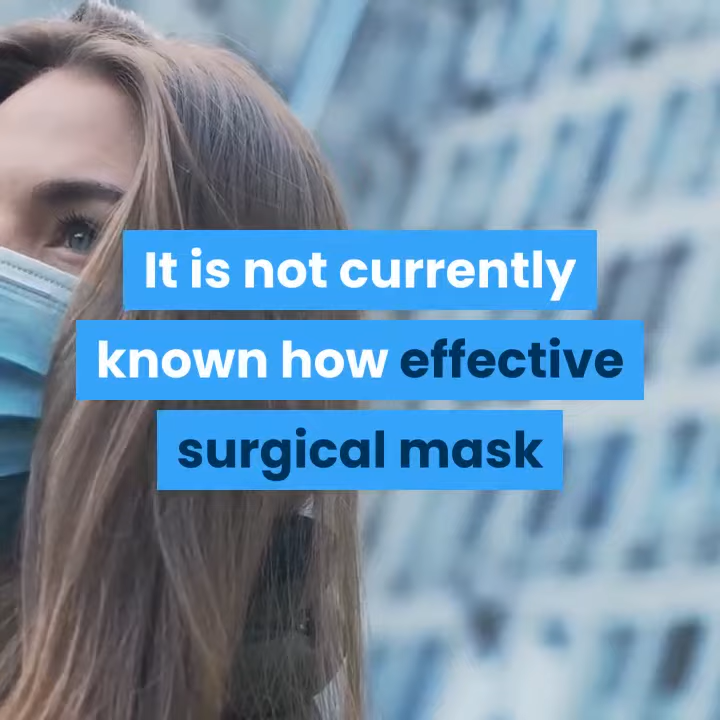 It is not currently
known how effective
surgical mask